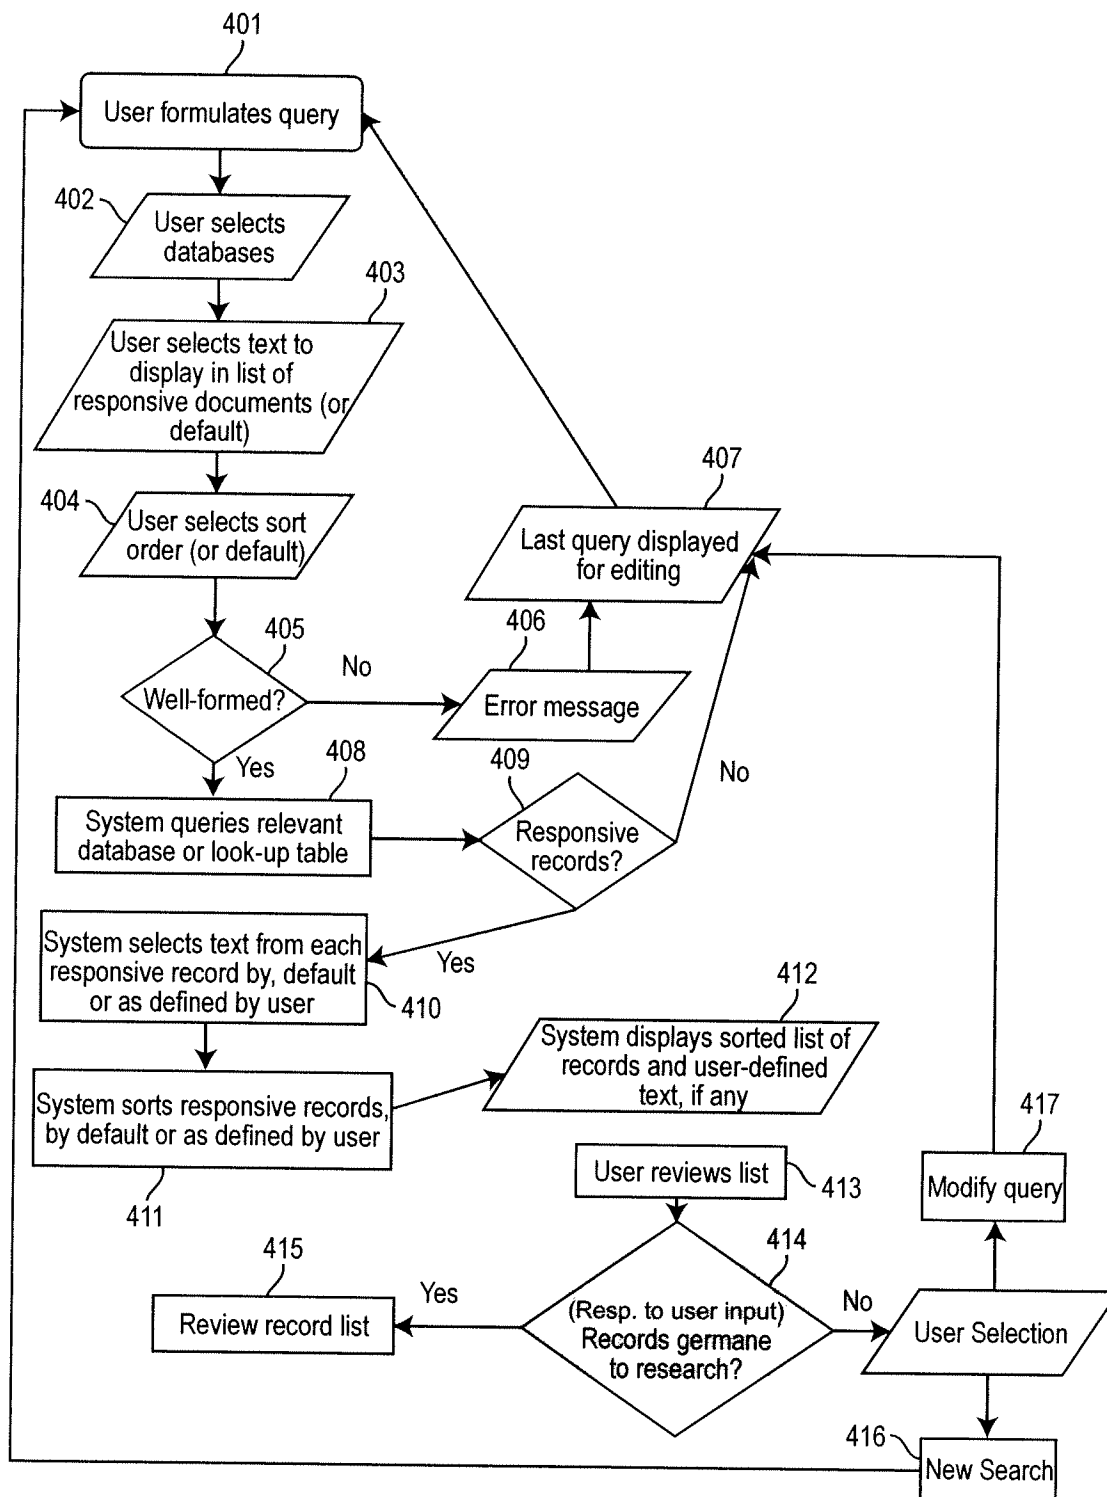 401
User formulates query
402
User selects
databases
403
User selects text to
display in list of
responsive documents (or
default)
404
User selects sort
order (or default)
407
Last query displayed
for editing
405
Well-formed?
No
406
Error message
Yes
408
System queries relevant
database or look-up table
409
Responsive
records?
No
Yes
System selects text from each
responsive record by, default
or as defined by user
410
412
System displays sorted list of
records and user-defined
text, if any
System sorts responsive records,
by default or as defined by user
411
User reviews list
413
417
Modify query
414
(Resp. to user input)
Records germane
to research?
415
Yes
Review record list
No
User Selection
416
New Search